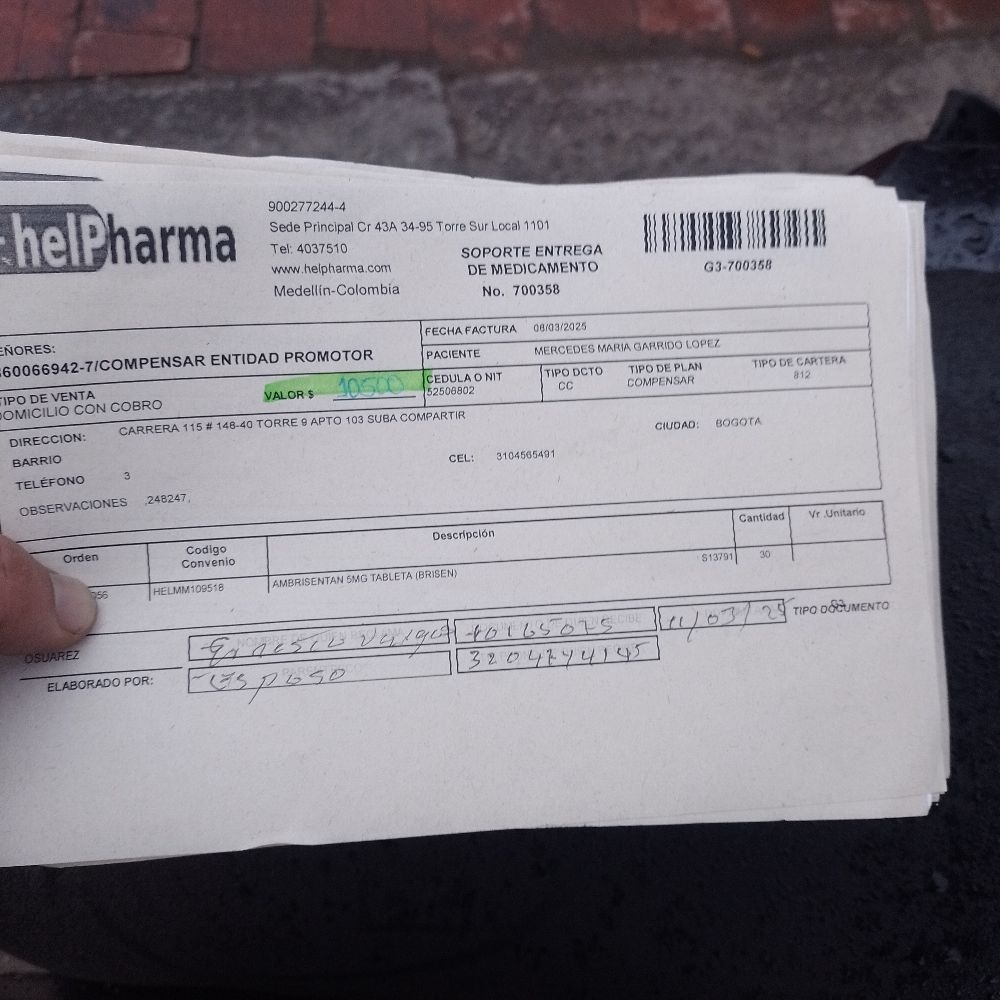 helPharma
900277244-4
Sede Principal Cr 43A 34-95 Torre Sur Local 1101
Tel: 4037510
www.helpharma.com
Medellín-Colombia
SOPORTE ENTREGA
DE MEDICAMENTO
No. 700358
G3-700358
EÑORES:
860066942-7/COMPENSAR ENTIDAD PROMOTOR
TIPO DE VENTA
DOMICILIO CON COBRO
VALOR $ 10500
FECHA FACTURA 08/03/2025
PACIENTE MERCEDES MARIA GARRIDO LOPEZ
CEDULA O NIT
52506802
TIPO DCTO
CC
TIPO DE PLAN
COMPENSAR
TIPO DE CARTERA
812
DIRECCION: CARRERA 115 # 148-40 TORRE 9 APTO 103 SUBA COMPARTIR
CIUDAD: BOGOTA
BARRIO
CEL: 3104565491
TELÉFONO 3
OBSERVACIONES ,248247,
Orden Codigo Convenio Descripción Cantidad Vr .Unitario
056 HELMM109518 AMBRISENTAN 5MG TABLETA (BRISEN) S13791 30
11/03/25 TIPO DOCUMENTO
OSUAREZ
ELABORADO POR:
Esposo